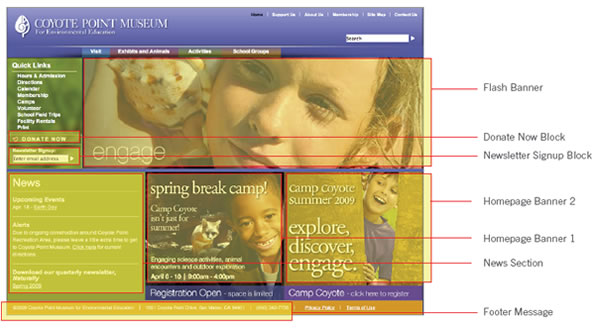 Home | Support Us | About Us | Membership | Site Map | Contact Us
COYOTE POINT MUSEUM
For Environmental Education
Search
Visit Exhibits and Animals Activities School Groups
Quick Links
Hours & Admission
Directions
Calendar
Membership
Camps
Volunteer
School Field Trips
Facility Rentals
Press
DONATE NOW
Newsletter Signup
Enter email address
engage
Flash Banner
Donate Now Block
Newsletter Signup Block
News
Upcoming Events
April 18 - Earth Day
Alerts
Due to ongoing construction around Coyote Point
Recreation Area, please leave a little extra time to get
to Coyote Point Museum. Click here for current
directions.
Download our quarterly newsletter,
Naturally
Spring 2009
spring break camp!
Camp Coyote
isn't just for
summer!
Engaging science activities, animal
encounters and outdoor exploration
April 6 - 10 | 9:00am - 4:00pm
Registration Open - space is limited
Camp Coyote
summer 2009
explore,
discover,
engage.
Camp Coyote - click here to register
Homepage Banner 2
Homepage Banner 1
News Section
Footer Message
©2009 Coyote Point Museum for Environmental Education | 1651 Coyote Point Drive, San Mateo, CA 94401 | (650) 342-7755 | Privacy Policy | Terms of Use